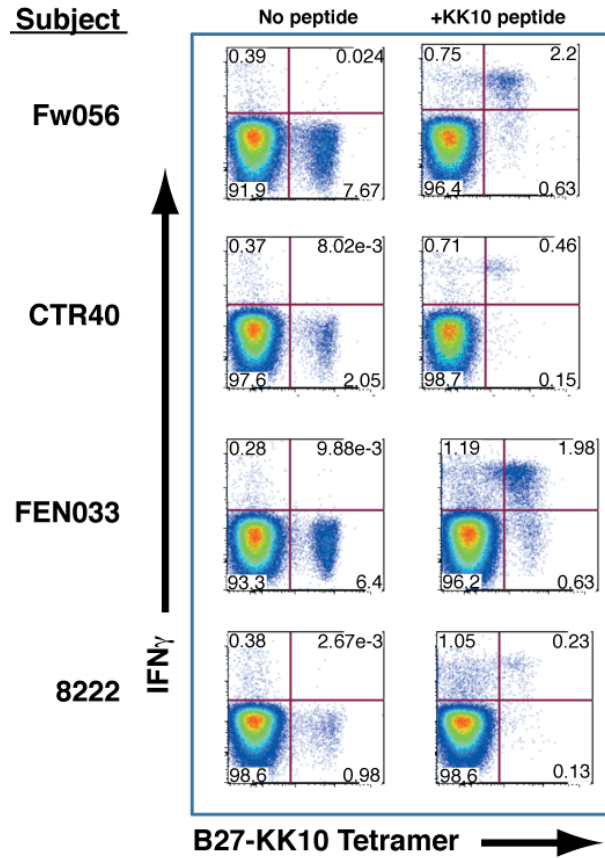 Subject
No peptide
+KK10 peptide
Fw056
0.39
0.024
91.9
7.67
0.75
2.2
96.4
0.63
CTR40
0.37
8.02e-3
97.6
2.05
0.71
0.46
98.7
0.15
FEN033
0.28
9.88e-3
93.3
6.4
1.19
1.98
96.2
0.63
8222
0.38
2.67e-3
98.6
0.98
1.05
0.23
98.6
0.13
IFNγ
B27-KK10 Tetramer